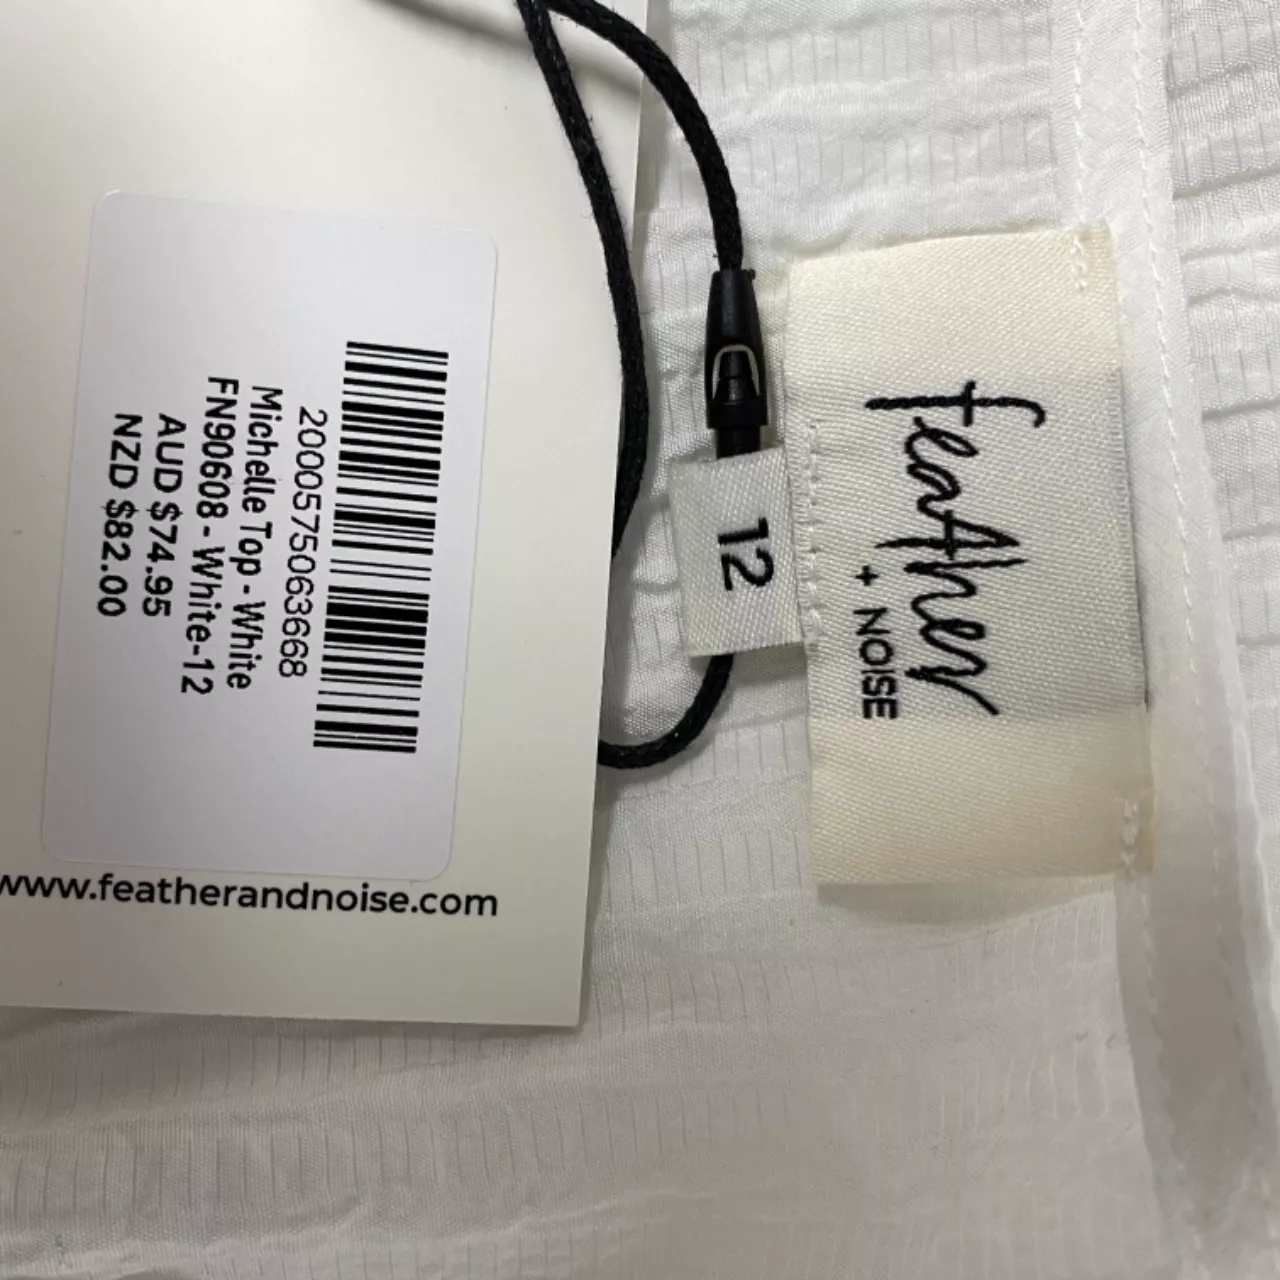 2000575063668
Michelle Top - White
FN90608 - White-12
AUD $74.95
NZD $82.00
www.featherandnoise.com
12
feather
+ NOISE